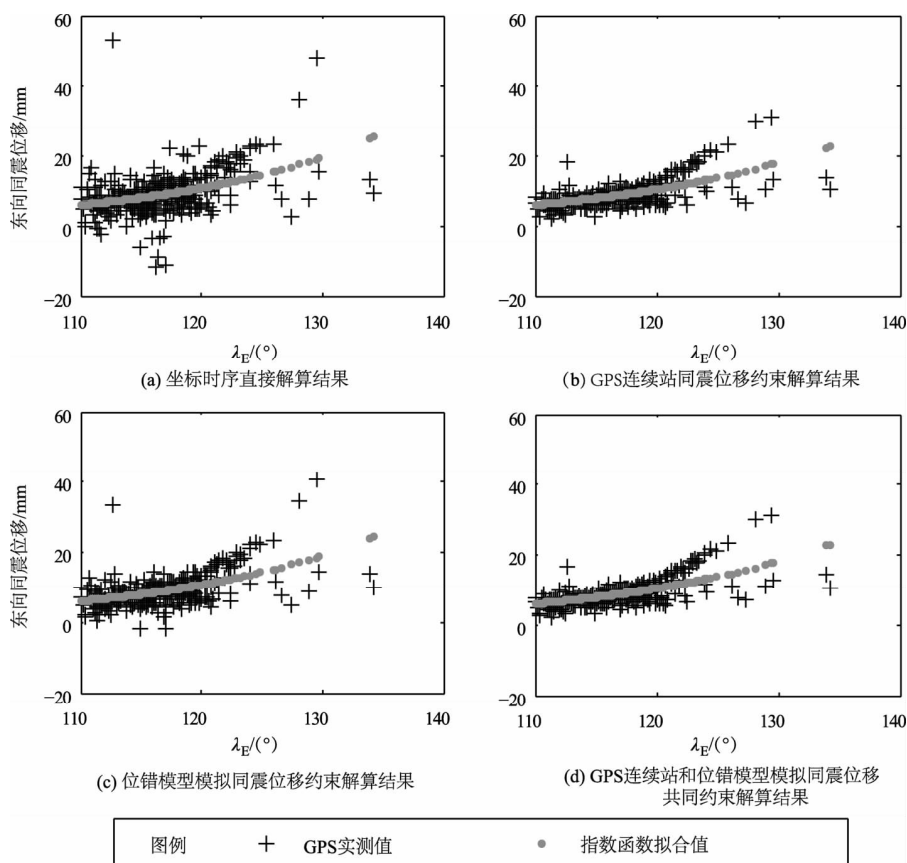 60
40
20
0
−20
110
120
130
140
东向同震位移/mm
λE/(°)
(a) 坐标时序直接解算结果
60
40
20
0
−20
110
120
130
140
λE/(°)
(b) GPS连续站同震位移约束解算结果
60
40
20
0
−20
110
120
130
140
东向同震位移/mm
λE/(°)
(c) 位错模型模拟同震位移约束解算结果
60
40
20
0
−20
110
120
130
140
λE/(°)
(d) GPS连续站和位错模型模拟同震位移
共同约束解算结果
图例
GPS实测值
指数函数拟合值